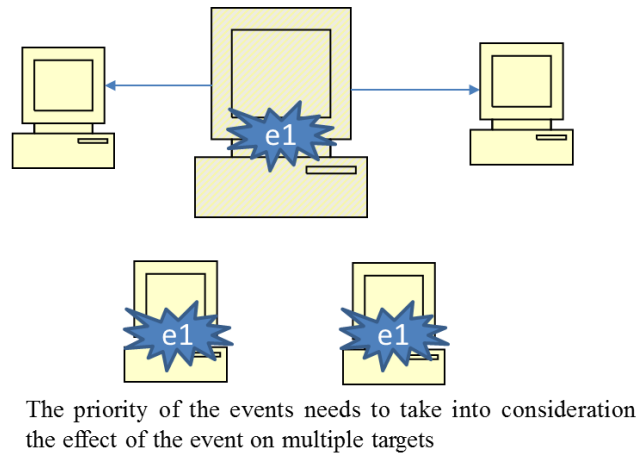 e1
e1
e1
The priority of the events needs to take into consideration
the effect of the event on multiple targets